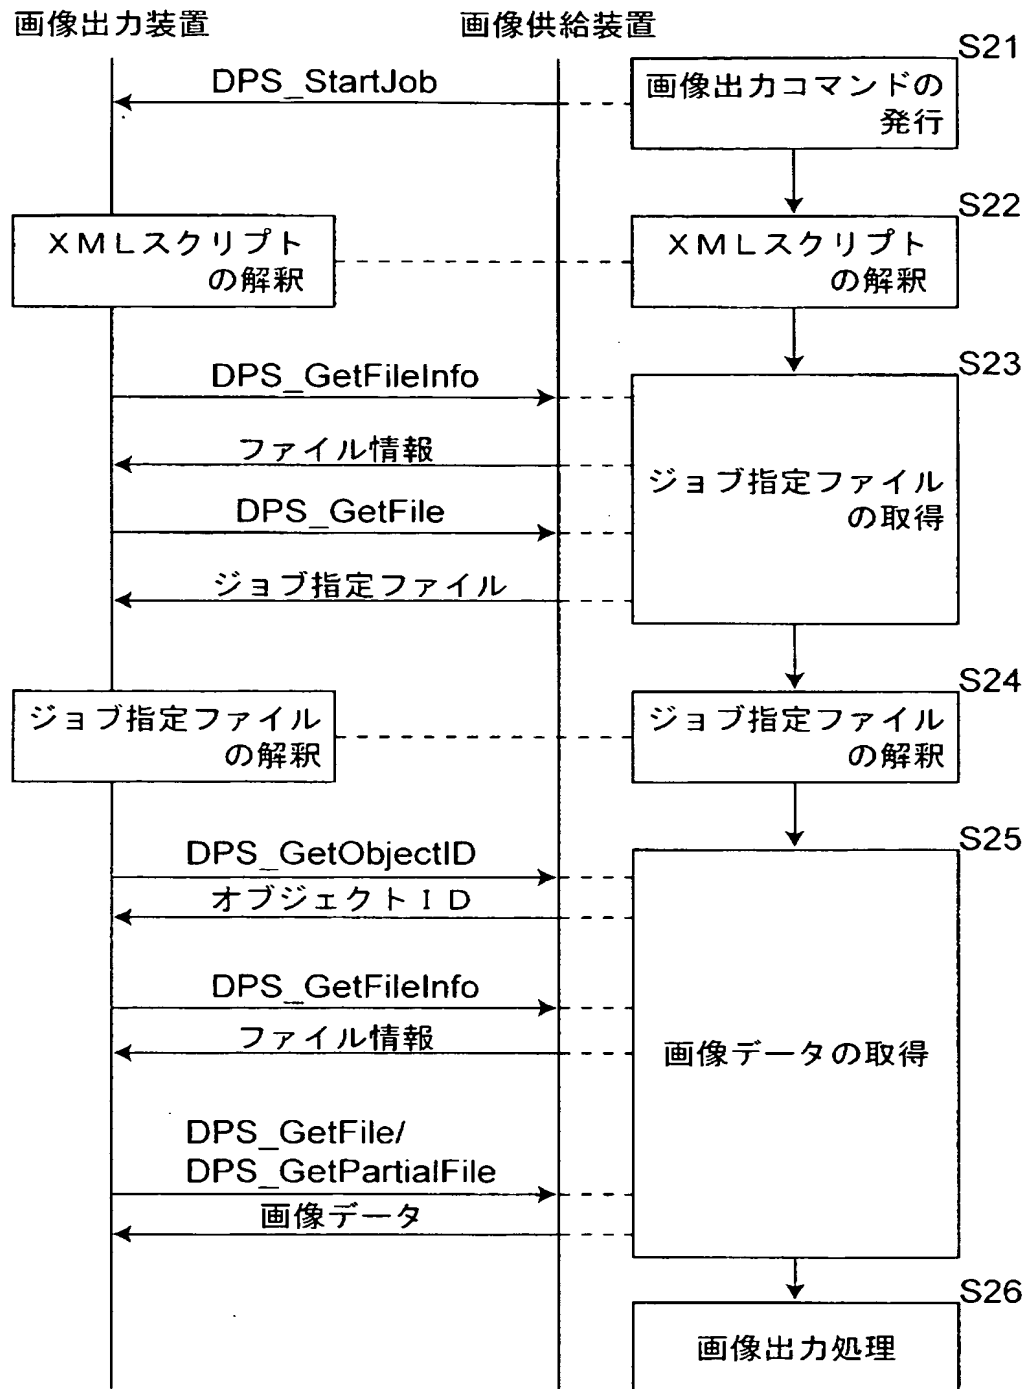 画像出力装置
画像供給装置
S21
DPS_StartJob
画像出力コマンドの
発行
S22
XMLスクリプト
の解釈
XMLスクリプト
の解釈
S23
DPS_GetFileInfo
ファイル情報
ジョブ指定ファイル
の取得
DPS_GetFile
ジョブ指定ファイル
S24
ジョブ指定ファイル
の解釈
ジョブ指定ファイル
の解釈
S25
DPS_GetObjectID
オブジェクトID
DPS_GetFileInfo
ファイル情報
画像データの取得
DPS_GetFile/
DPS_GetPartialFile
画像データ
S26
画像出力処理